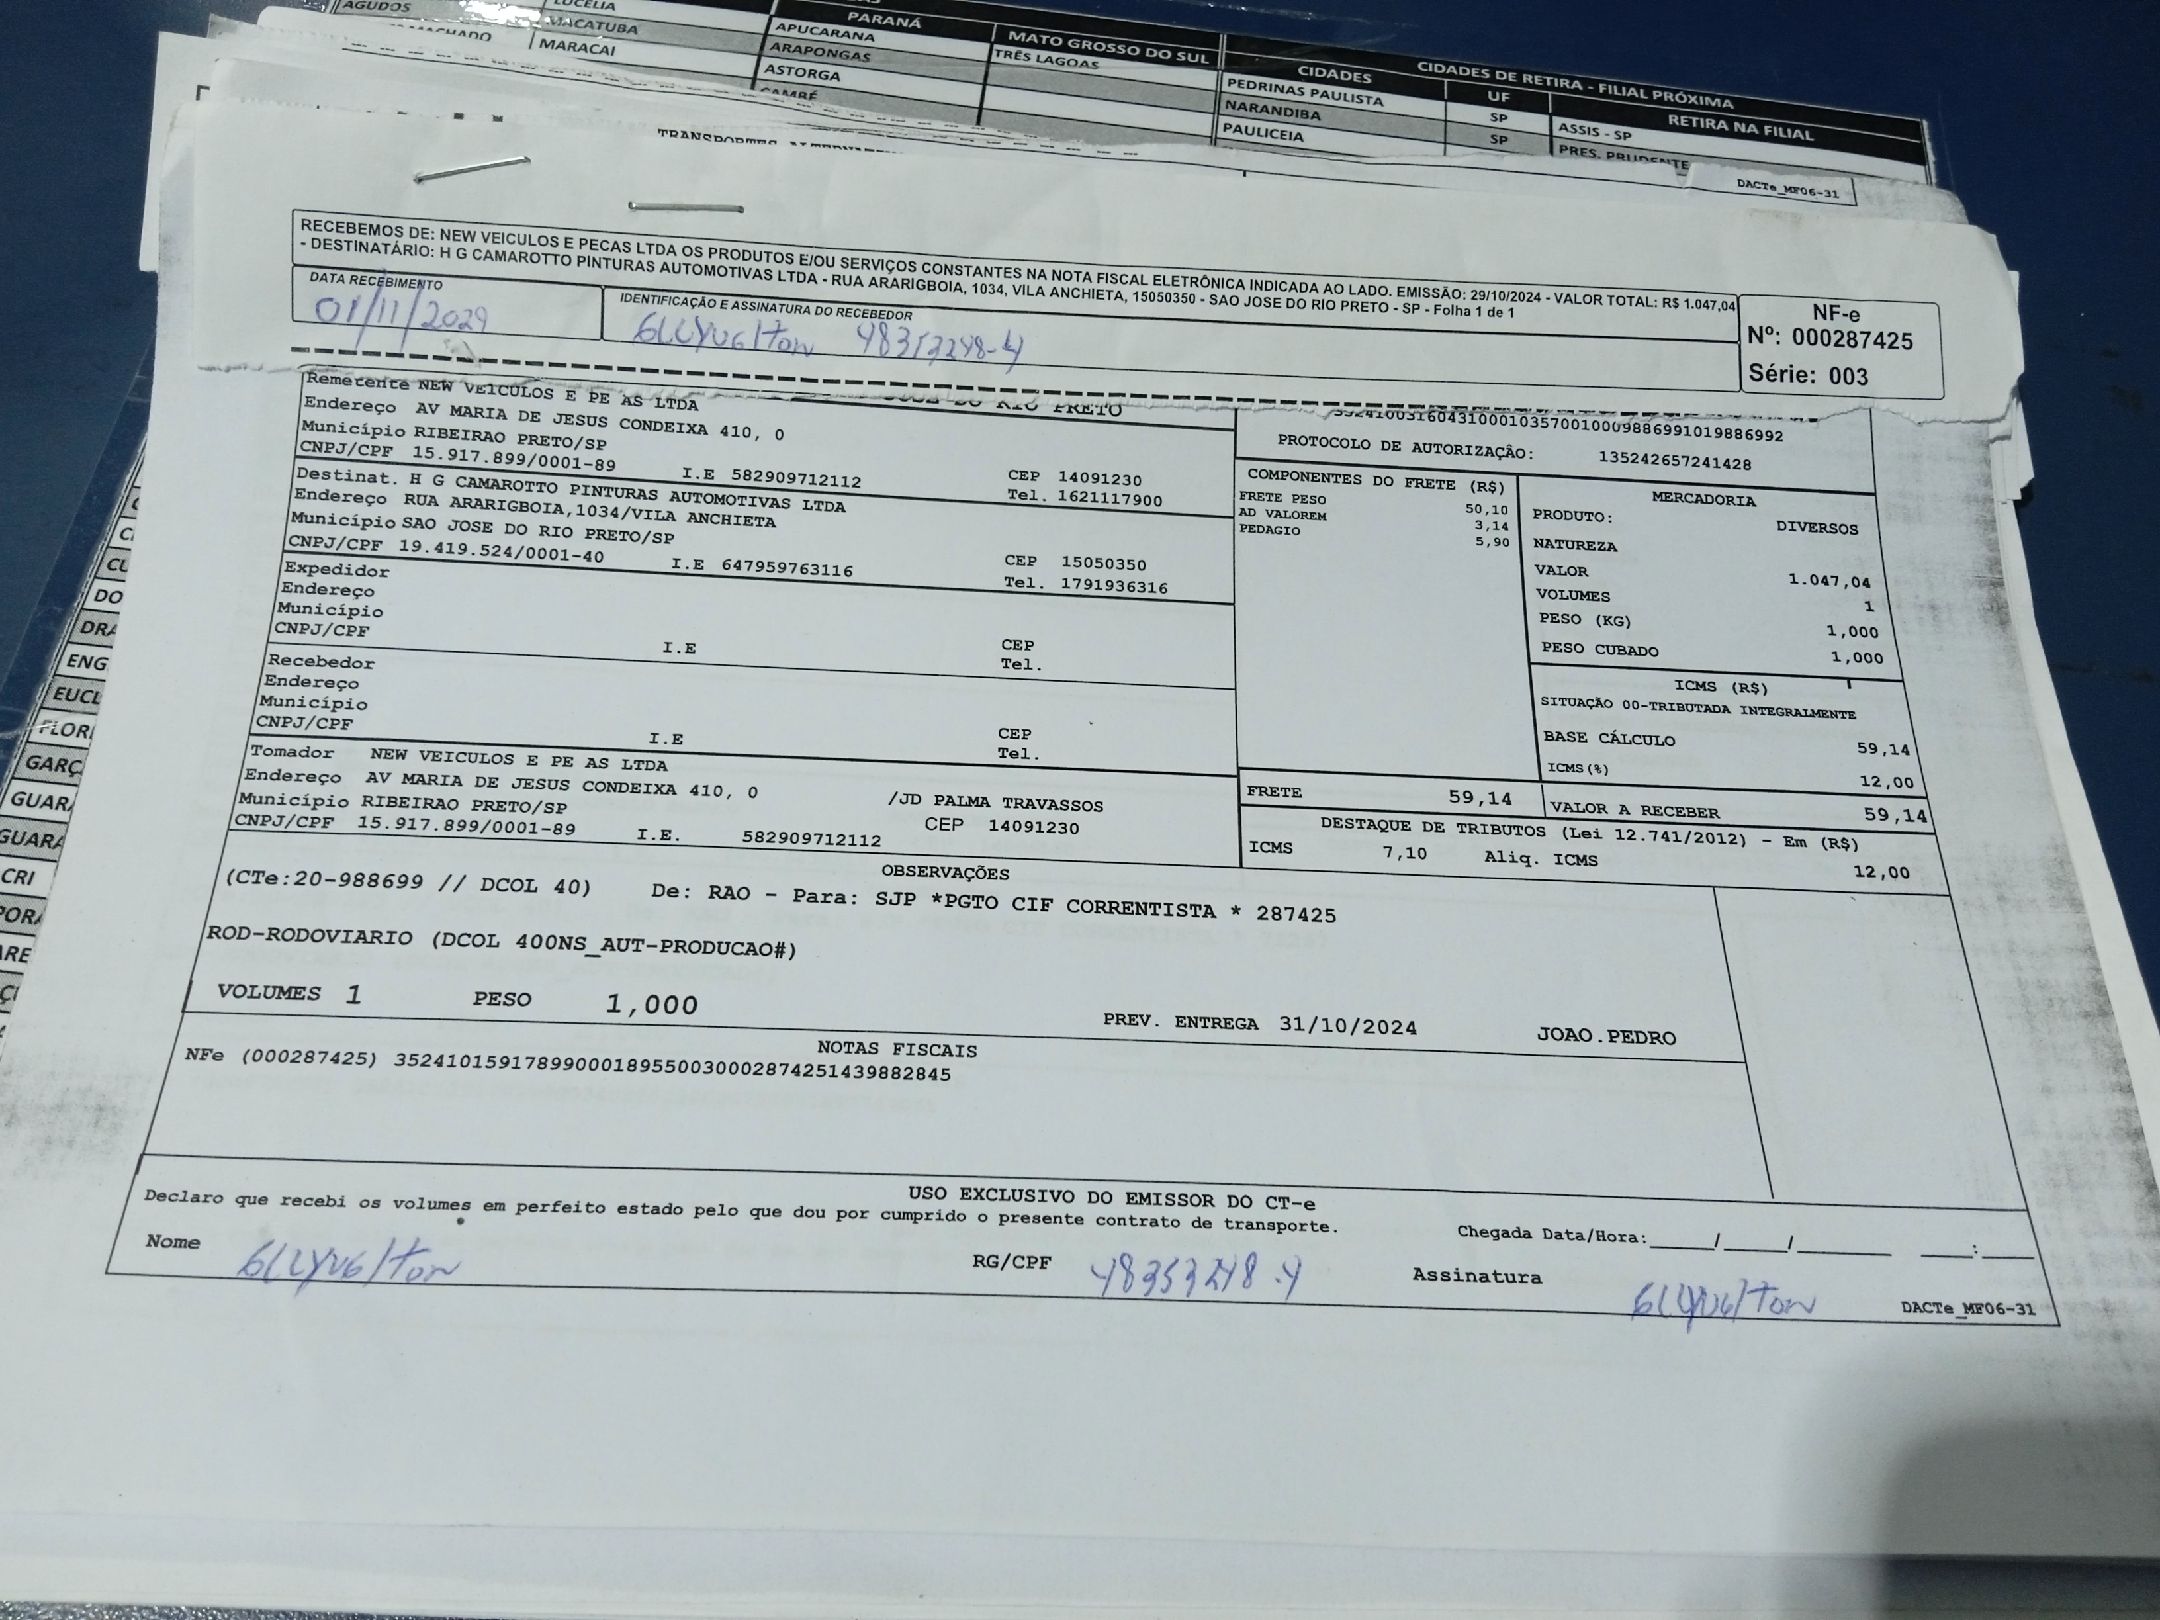 AGUDOS
LUCÉLIA
MACATUBA
MARACAI
MACHADO
PARANÁ
APUCARANA
ARAPONGAS
ASTORGA
CAMBÉ
MATO GROSSO DO SUL
TRÊS LAGOAS
CIDADES DE RETIRA - FILIAL PRÓXIMA
CIDADES UF RETIRA NA FILIAL
PEDRINAS PAULISTA SP ASSIS - SP
NARANDIBA SP PRES. PRUDENTE
PAULICEIA
DACTe_MF06-31
RECEBEMOS DE: NEW VEICULOS E PECAS LTDA OS PRODUTOS E/OU SERVIÇOS CONSTANTES NA NOTA FISCAL ELETRÔNICA INDICADA AO LADO. EMISSÃO: 29/10/2024 - VALOR TOTAL: R$ 1.047,04
- DESTINATÁRIO: H G CAMAROTTO PINTURAS AUTOMOTIVAS LTDA - RUA ARARIGBOIA, 1034, VILA ANCHIETA, 15050350 - SAO JOSE DO RIO PRETO - SP - Folha 1 de 1
DATA RECEBIMENTO
IDENTIFICAÇÃO E ASSINATURA DO RECEBEDOR
NF-e
Nº: 000287425
Série: 003
Remetente NEW VEICULOS E PE AS LTDA
Endereço AV MARIA DE JESUS CONDEIXA 410, 0
Município RIBEIRAO PRETO/SP CEP 14091230
CNPJ/CPF 15.917.899/0001-89 I.E 582909712112 Tel. 1621117900
Destinat. H G CAMAROTTO PINTURAS AUTOMOTIVAS LTDA
Endereço RUA ARARIGBOIA,1034/VILA ANCHIETA
Município SAO JOSE DO RIO PRETO/SP CEP 15050350
CNPJ/CPF 19.419.524/0001-40 I.E 647959763116 Tel. 1791936316
Expedidor
Endereço
Município CEP
CNPJ/CPF I.E Tel.
Recebedor
Endereço
Município CEP
CNPJ/CPF I.E Tel.
Tomador NEW VEICULOS E PE AS LTDA
Endereço AV MARIA DE JESUS CONDEIXA 410, 0 /JD PALMA TRAVASSOS
Município RIBEIRAO PRETO/SP CEP 14091230
CNPJ/CPF 15.917.899/0001-89 I.E. 582909712112
PROTOCOLO DE AUTORIZAÇÃO: 135242657241428
COMPONENTES DO FRETE (R$)
FRETE PESO 50,10
AD VALOREM 3,14
PEDAGIO 5,90
MERCADORIA
PRODUTO: DIVERSOS
NATUREZA
VALOR 1.047,04
VOLUMES 1
PESO (KG) 1,000
PESO CUBADO 1,000
ICMS (R$)
SITUAÇÃO 00-TRIBUTADA INTEGRALMENTE
BASE CÁLCULO 59,14
ICMS(%) 12,00
FRETE 59,14 VALOR A RECEBER 59,14
DESTAQUE DE TRIBUTOS (Lei 12.741/2012) - Em (R$)
ICMS 7,10 Aliq. ICMS 12,00
OBSERVAÇÕES
(CTe:20-988699 // DCOL 40) De: RAO - Para: SJP *PGTO CIF CORRENTISTA * 287425
ROD-RODOVIARIO (DCOL 400NS_AUT-PRODUCAO#)
VOLUMES 1 PESO 1,000 PREV. ENTREGA 31/10/2024 JOAO.PEDRO
NOTAS FISCAIS
NFe (000287425) 35241015917899000189550030002874251439882845
USO EXCLUSIVO DO EMISSOR DO CT-e
Declaro que recebi os volumes em perfeito estado pelo que dou por cumprido o presente contrato de transporte.
Chegada Data/Hora:_____/_____/________ ____:____
Nome RG/CPF 48353248-4 Assinatura
DACTe_MF06-31